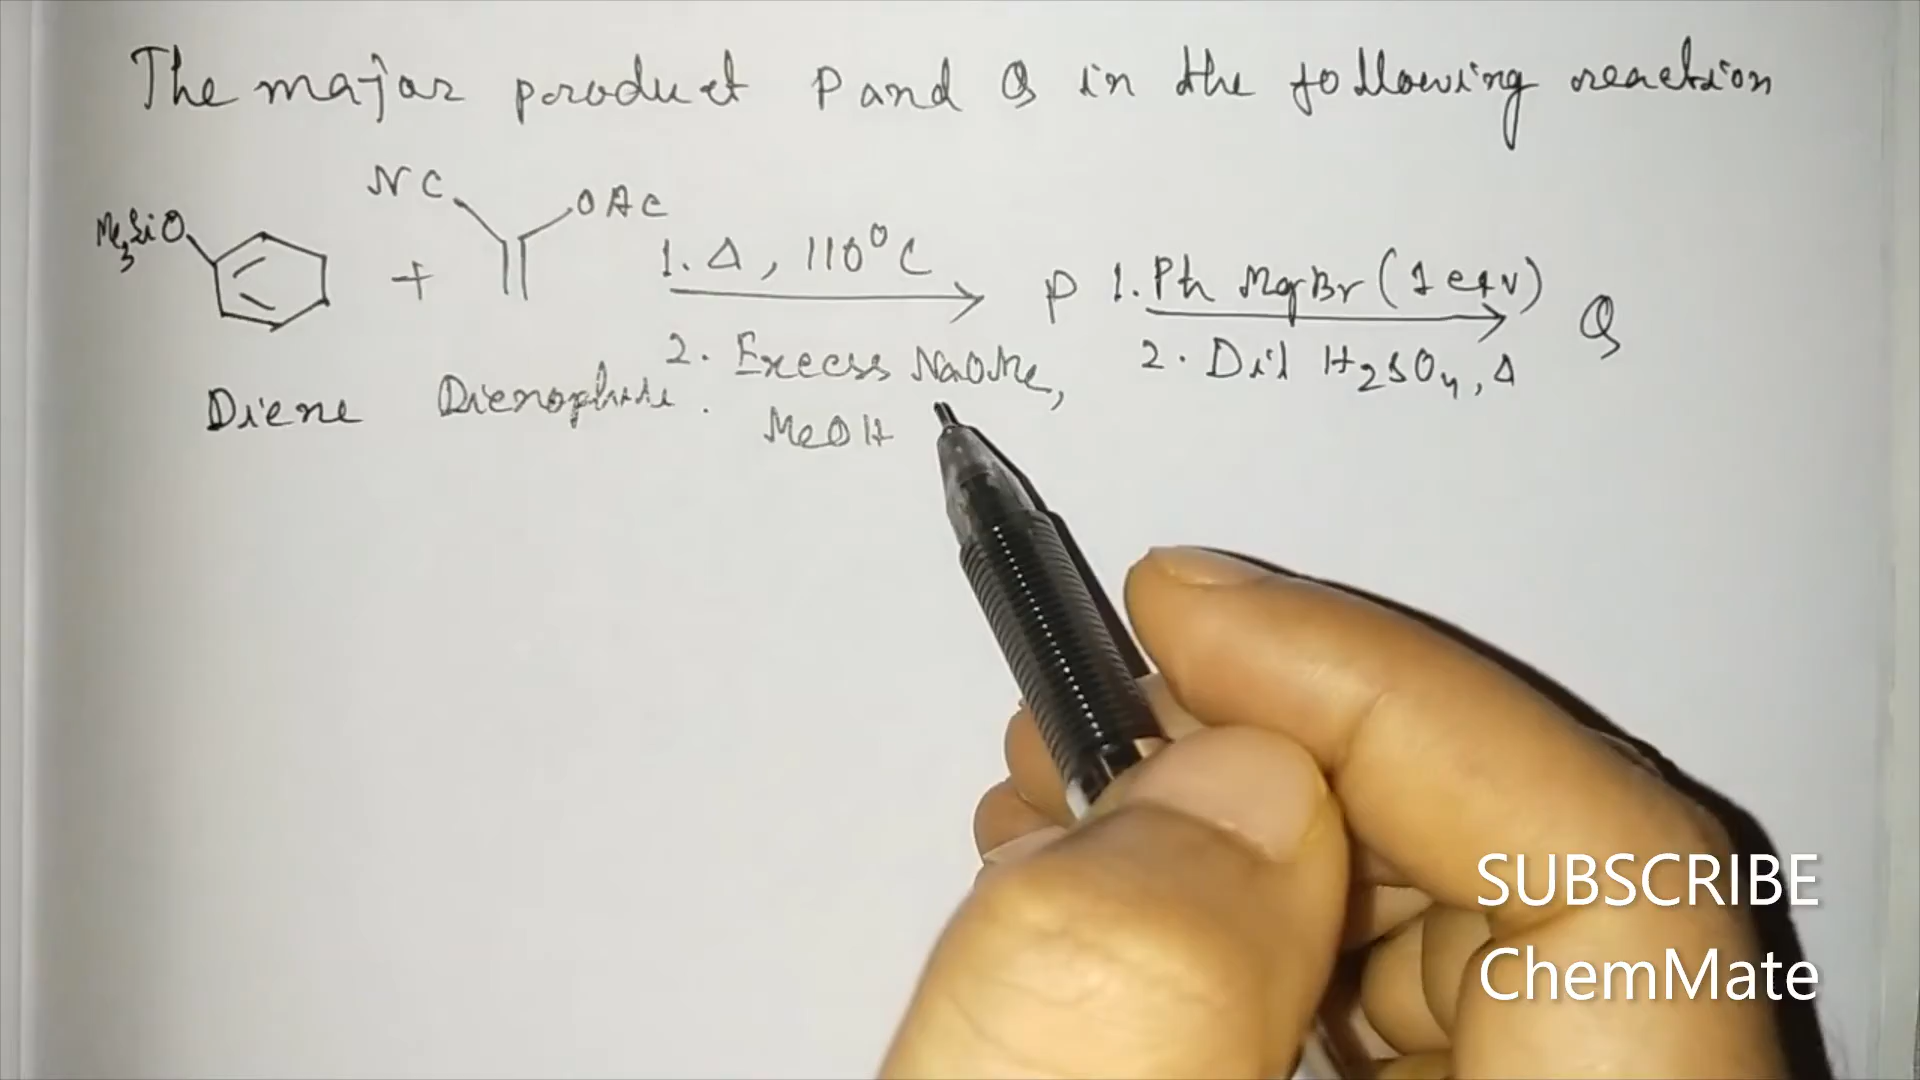 The major product P and Q in the following reaction
Me3SiO
NC
OAc
+
1. Δ, 110°C
2. Excess NaOMe,
MeOH
P
1. Ph MgBr (1 eqv)
2. Dil H2SO4, Δ
Q
Diene
Dienophile.
SUBSCRIBE
ChemMate